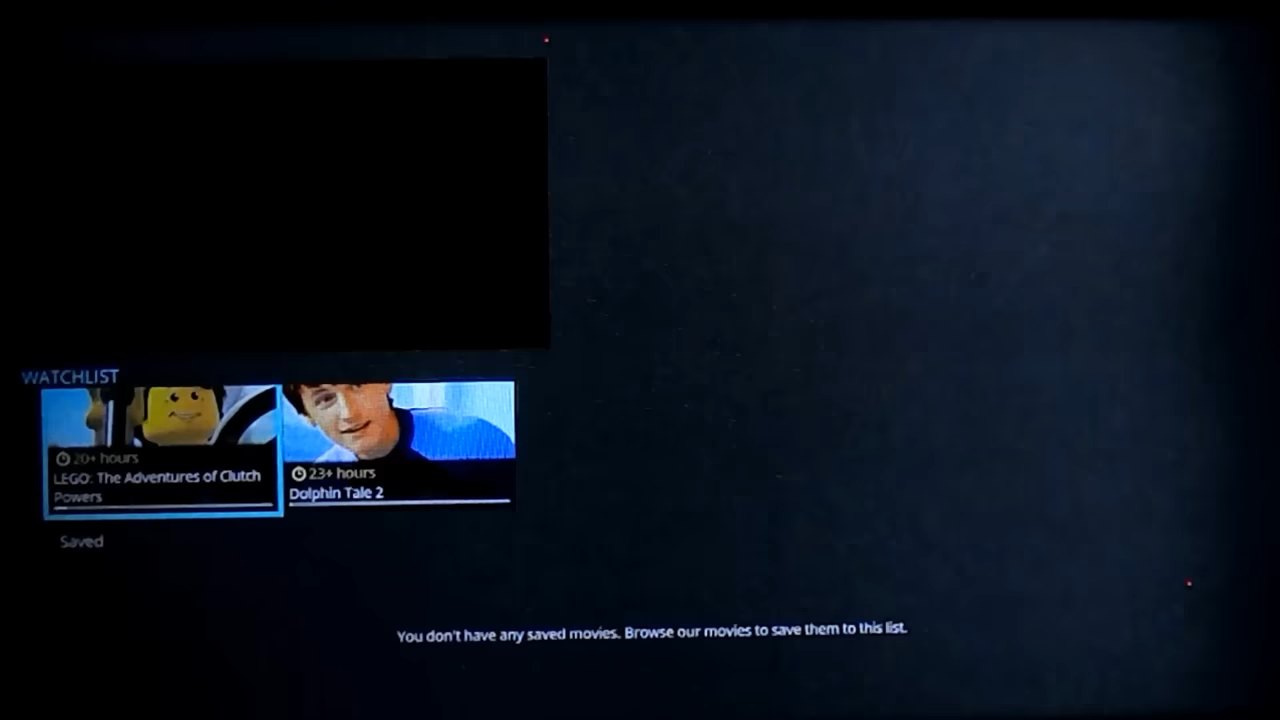 WATCHLIST
20+ hours
LEGO: The Adventures of Clutch
Powers
23+ hours
Dolphin Tale 2
Saved
You don't have any saved movies. Browse our movies to save them to this list.